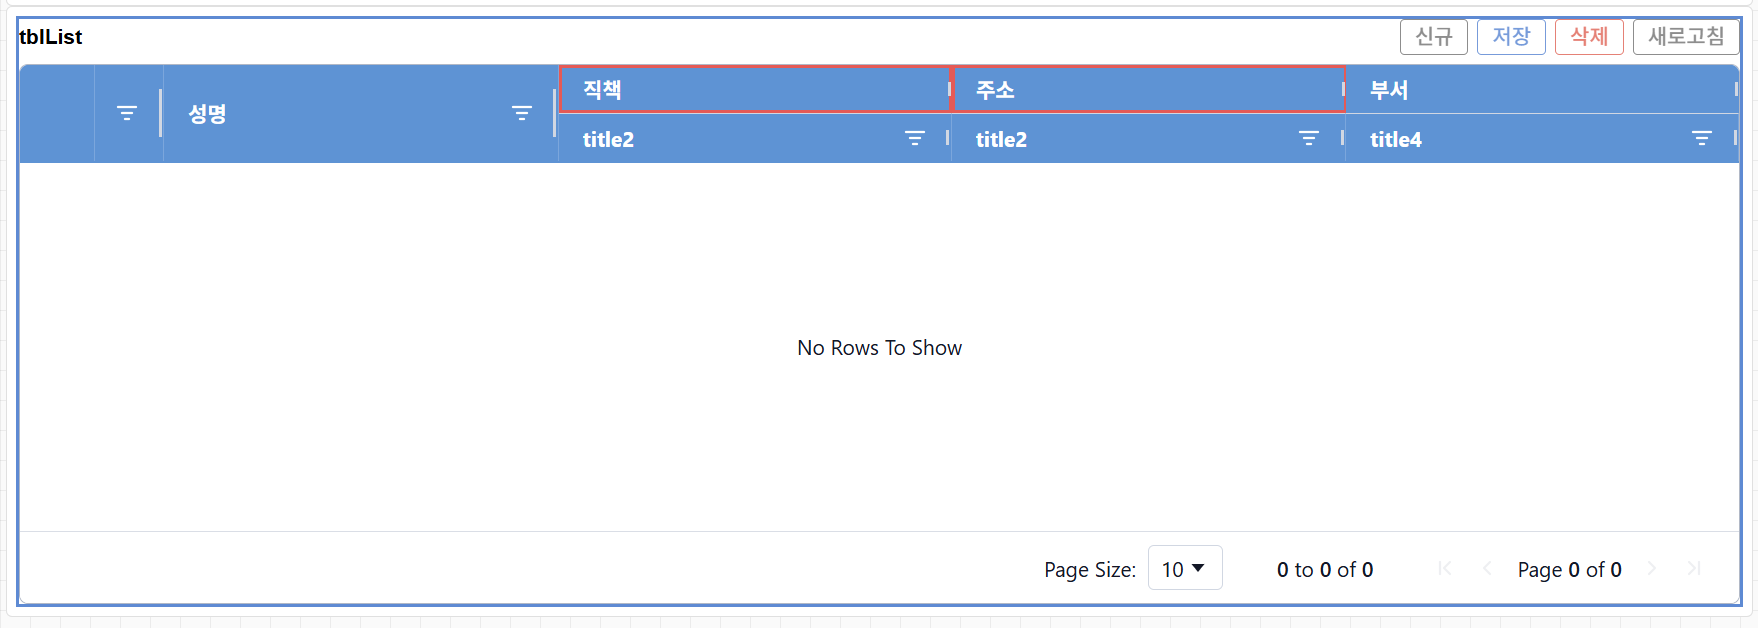 tblList
신규 저장 삭제 새로고침
성명 직책 주소 부서
title2 title2 title4
No Rows To Show
Page Size: 10 0 to 0 of 0 Page 0 of 0